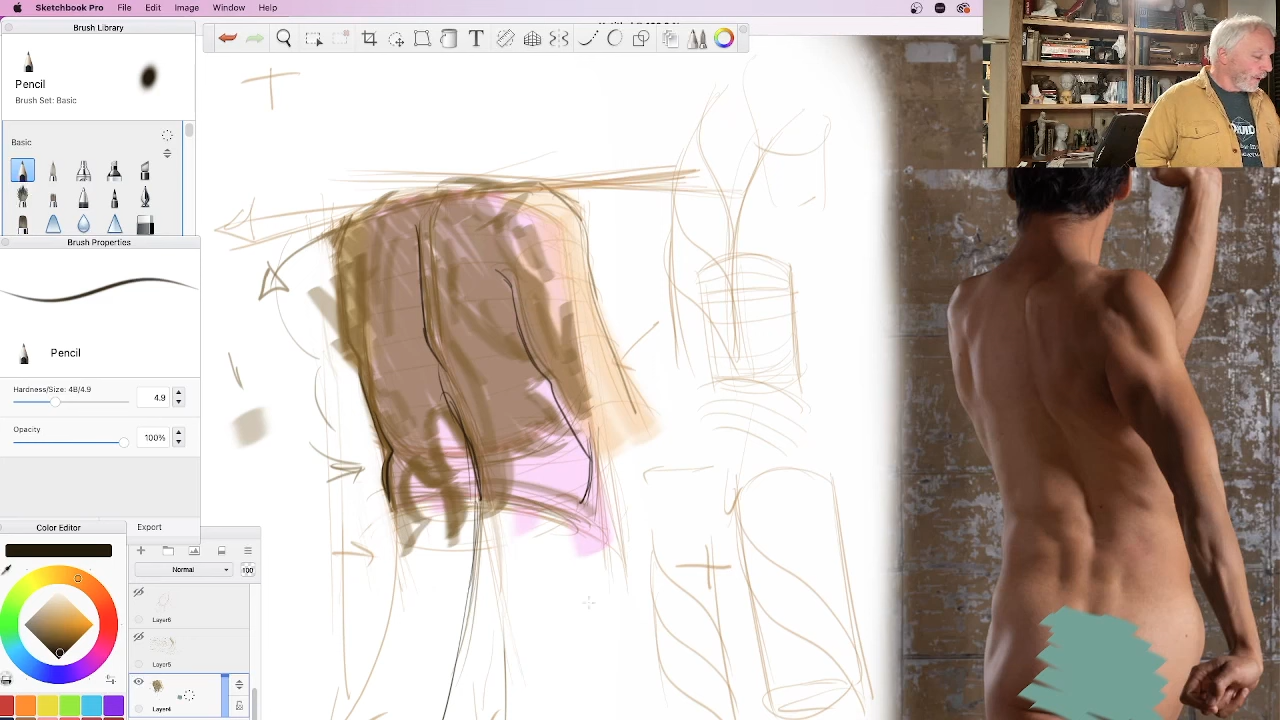 Sketchbook Pro File Edit Image Window Help
Brush Library
Pencil
Brush Set: Basic
Basic
Brush Properties
Pencil
Hardness/Size: 4B/4.9
4.9
Opacity
100%
Color Editor
Export
Normal
100
Layer6
Layer5
Layer4
T